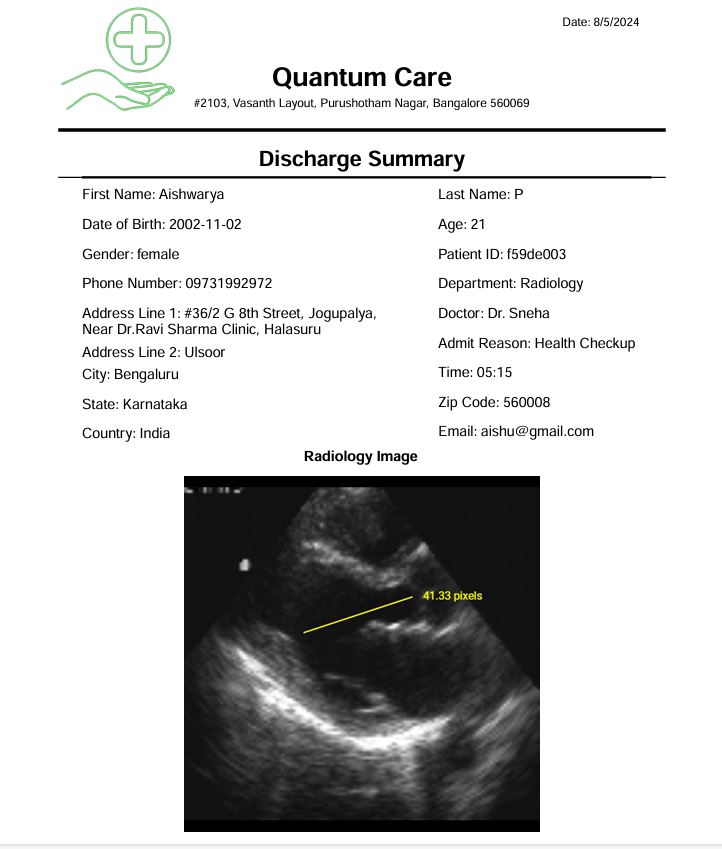 Date: 8/5/2024
Quantum Care
#2103, Vasanth Layout, Purushotham Nagar, Bangalore 560069
Discharge Summary
First Name: Aishwarya
Last Name: P
Date of Birth: 2002-11-02
Age: 21
Gender: female
Patient ID: f59de003
Phone Number: 09731992972
Department: Radiology
Address Line 1: #36/2 G 8th Street, Jogupalya,
Near Dr.Ravi Sharma Clinic, Halasuru
Doctor: Dr. Sneha
Address Line 2: Ulsoor
Admit Reason: Health Checkup
City: Bengaluru
Time: 05:15
State: Karnataka
Zip Code: 560008
Country: India
Email: aishu@gmail.com
Radiology Image
41.33 pixels